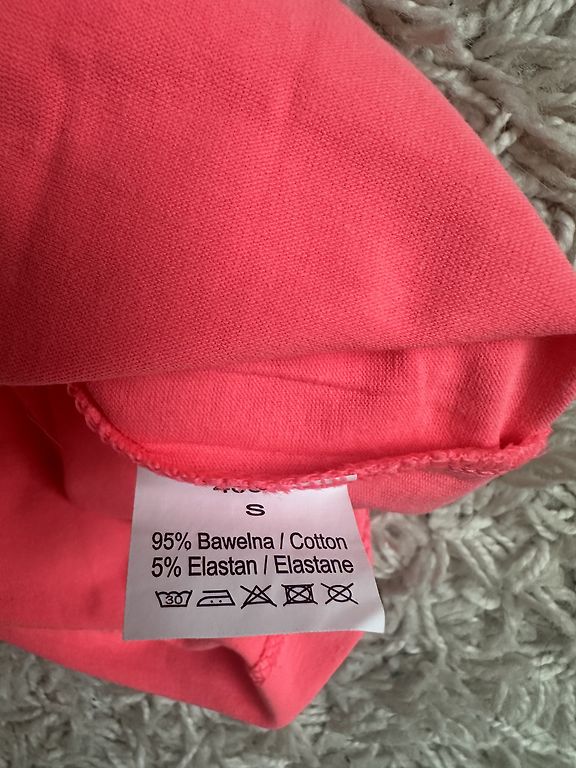 S
95% Bawełna / Cotton
5% Elastan / Elastane
30